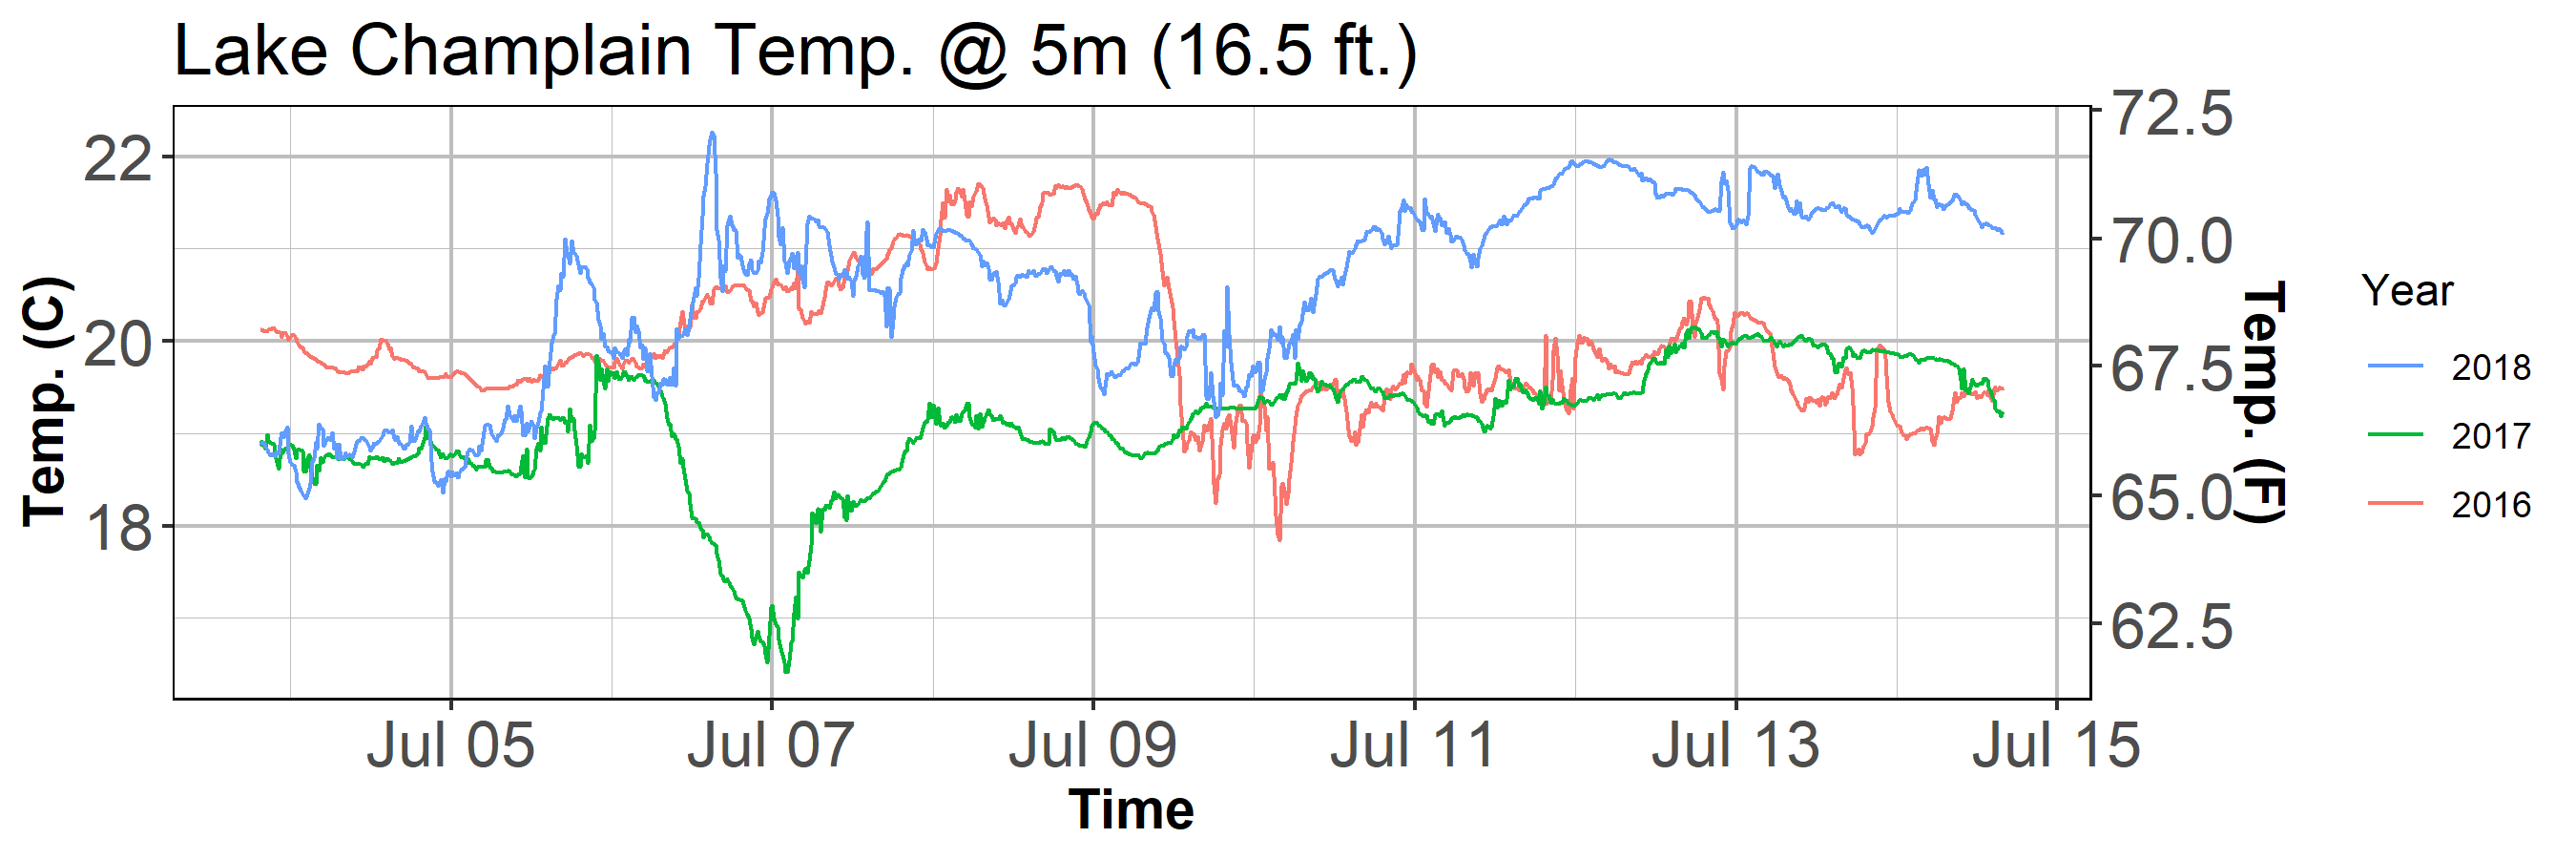 Lake Champlain Temp. @ 5m (16.5 ft.)
Temp. (C)
22
20
18
72.5
70.0
67.5
65.0
62.5
Temp. (F)
Jul 05
Jul 07
Jul 09
Jul 11
Jul 13
Jul 15
Time
Year
2018
2017
2016